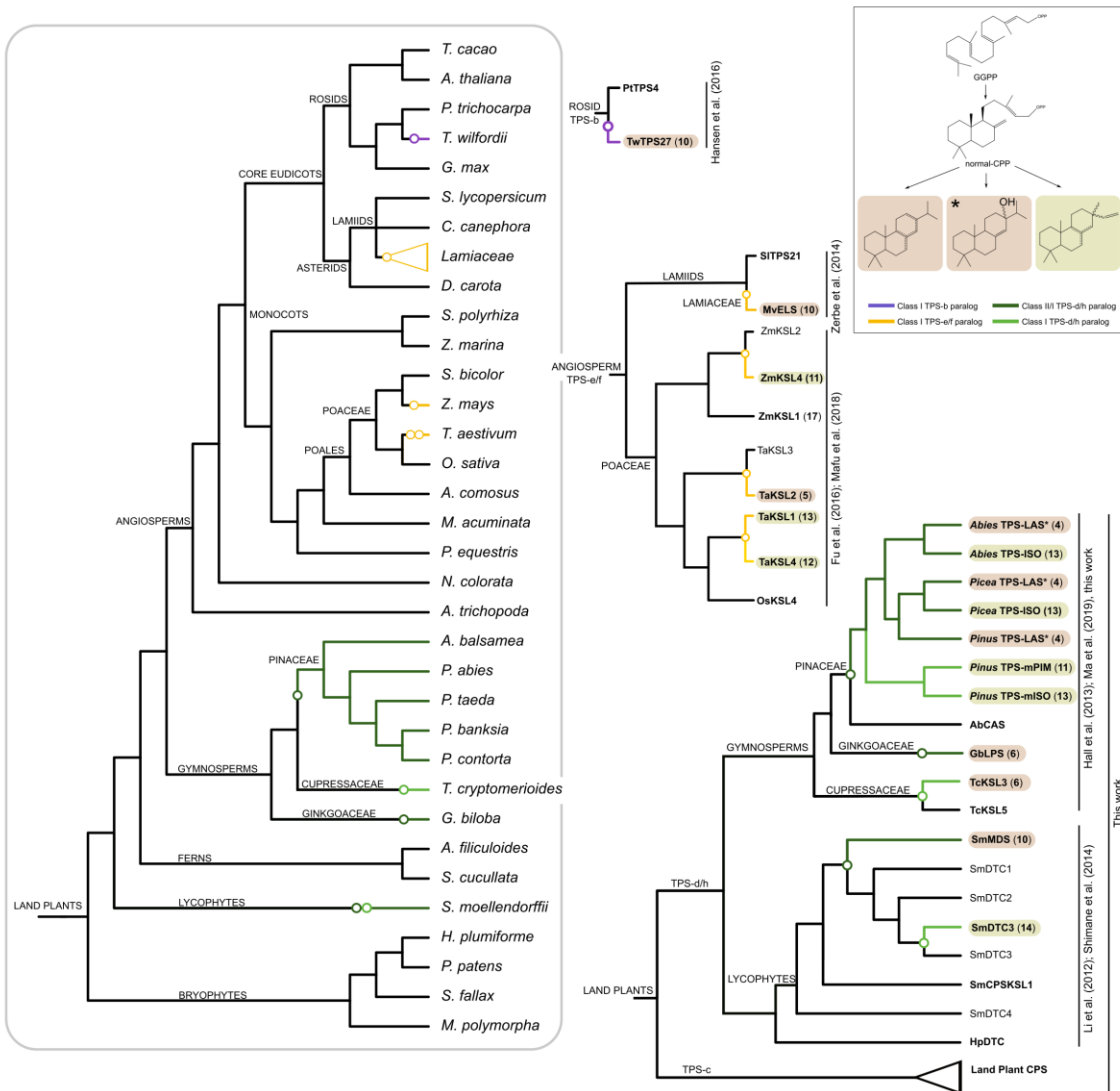 T. cacao
A. thaliana
ROSIDS
P. trichocarpa
T. wilfordii
G. max
CORE EUDICOTS
S. lycopersicum
LAMIIDS
C. canephora
Lamiaceae
ASTERIDS
D. carota
MONOCOTS
S. polyrhiza
Z. marina
S. bicolor
Z. mays
POACEAE
T. aestivum
POALES
O. sativa
A. comosus
ANGIOSPERMS
M. acuminata
P. equestris
N. colorata
A. trichopoda
A. balsamea
PINACEAE
P. abies
P. taeda
P. banksia
P. contorta
GYMNOSPERMS
CUPRESSACEAE
T. cryptomerioides
GINKGOACEAE
G. biloba
A. filiculoides
FERNS
S. cucullata
LYCOPHYTES
S. moellendorffii
LAND PLANTS
H. plumiforme
P. patens
BRYOPHYTES
S. fallax
M. polymorpha
PtTPS4
ROSID
TPS-b
TwTPS27 (10)
Hansen et al. (2016)
SlTPS21
LAMIIDS
LAMIACEAE
MvELS (10)
Zerbe et al. (2014)
ZmKSL2
ANGIOSPERM
TPS-e/f
ZmKSL4 (11)
ZmKSL1 (17)
POACEAE
TaKSL3
TaKSL2 (5)
TaKSL1 (13)
TaKSL4 (12)
OsKSL4
Fu et al. (2016); Mafu et al. (2018)
Abies TPS-LAS* (4)
Abies TPS-ISO (13)
Picea TPS-LAS* (4)
Picea TPS-ISO (13)
Pinus TPS-LAS* (4)
PINACEAE
Pinus TPS-mPIM (11)
Pinus TPS-mISO (13)
AbCAS
GYMNOSPERMS
GINKGOACEAE
GbLPS (6)
CUPRESSACEAE
TcKSL3 (6)
TcKSL5
Hall et al. (2013); Ma et al. (2019), this work
SmMDS (10)
SmDTC1
TPS-d/h
SmDTC2
SmDTC3 (14)
SmDTC3
LYCOPHYTES
SmCPSKSL1
LAND PLANTS
SmDTC4
HpDTC
Li et al. (2012); Shimane et al. (2014)
TPS-c
Land Plant CPS
This work
OPP
GGPP
OPP
normal-CPP
*
OH
Class I TPS-b paralog
Class II/I TPS-d/h paralog
Class I TPS-e/f paralog
Class I TPS-d/h paralog